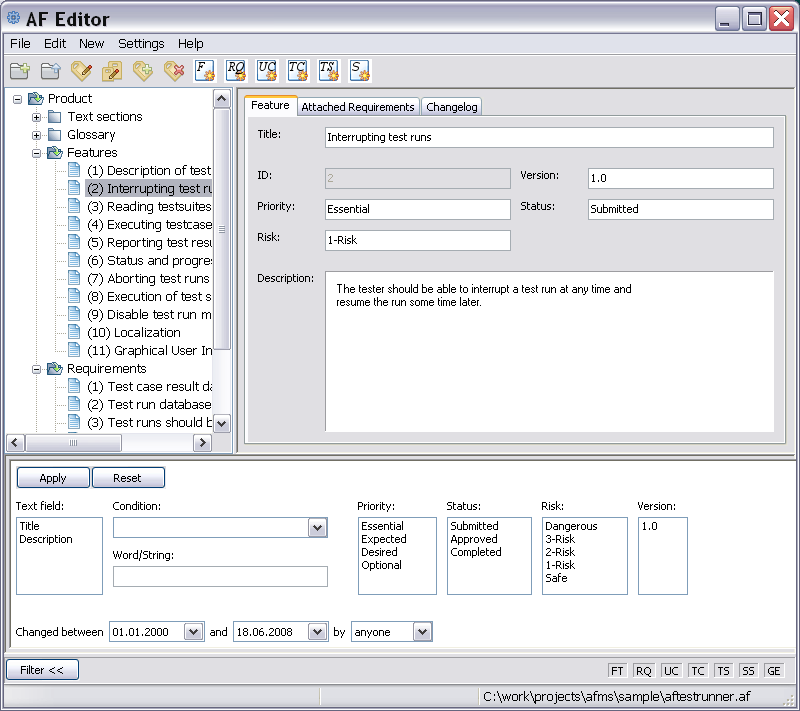 AF Editor
File Edit New Settings Help
F RQ UC TC TS S
Product
Text sections
Glossary
Features
(1) Description of test
(2) Interrupting test ru
(3) Reading testsuites
(4) Executing testcase
(5) Reporting test resu
(6) Status and progres
(7) Aborting test runs
(8) Execution of test s
(9) Disable test run m
(10) Localization
(11) Graphical User In
Requirements
(1) Test case result da
(2) Test run database
(3) Test runs should b
Feature Attached Requirements Changelog
Title: Interrupting test runs
ID: 2 Version: 1.0
Priority: Essential Status: Submitted
Risk: 1-Risk
Description: The tester should be able to interrupt a test run at any time and
resume the run some time later.
Apply Reset
Text field: Condition: Priority: Status: Risk: Version:
Title
Description
Word/String:
Essential
Expected
Desired
Optional
Submitted
Approved
Completed
Dangerous
3-Risk
2-Risk
1-Risk
Safe
1.0
Changed between 01.01.2000 and 18.06.2008 by anyone
Filter << FT RQ UC TC TS SS GE
C:\work\projects\afms\sample\aftestrunner.af